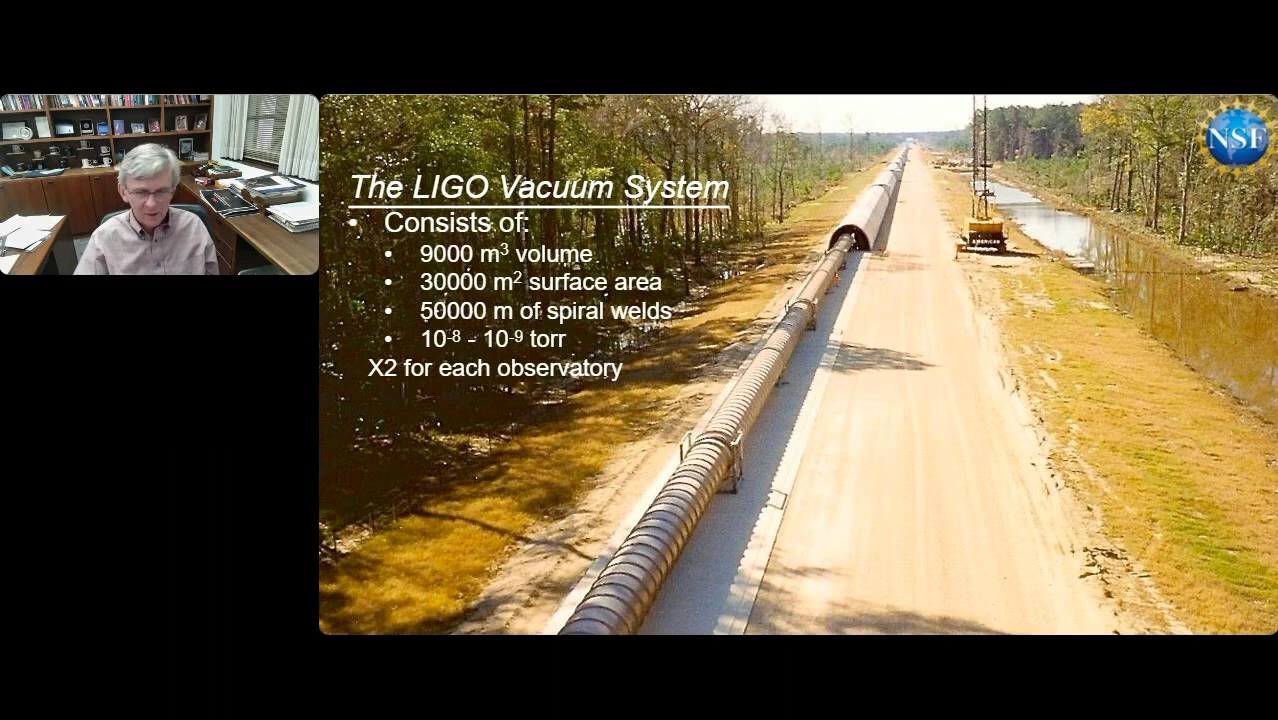 The LIGO Vacuum System
• Consists of:
• 9000 m³ volume
• 30000 m² surface area
• 50000 m of spiral welds
• 10⁻⁸ - 10⁻⁹ torr
X2 for each observatory
NSF
AMERICAN